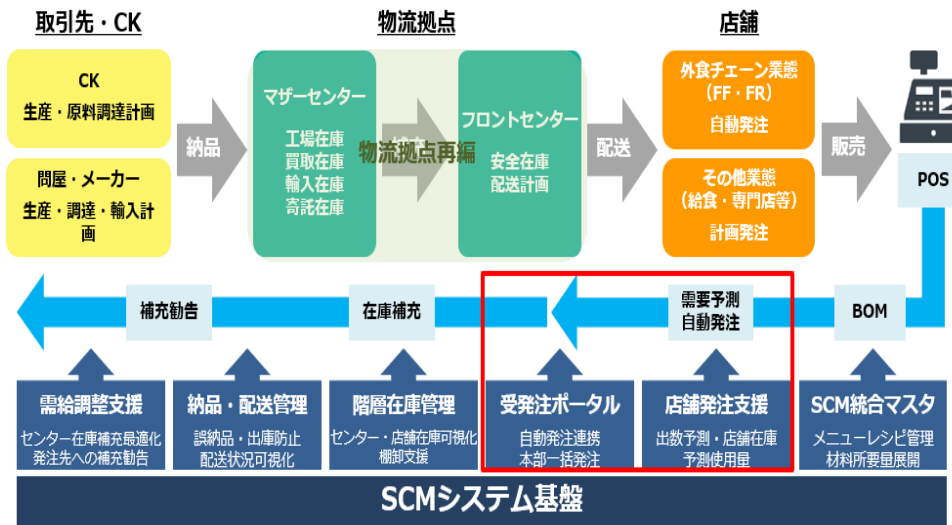 取引先・CK
物流拠点
店舗
CK
生産・原料調達計画
問屋・メーカー
生産・調達・輸入計
画
納品
マザーセンター
工場在庫
買取在庫
輸入在庫
寄託在庫
物流拠点再編
フロントセンター
安全在庫
配送計画
配送
外食チェーン業態
(FF・FR)
自動発注
その他業態
(給食・専門店等)
計画発注
販売
POS
補充勧告
在庫補充
需要予測
自動発注
BOM
需給調整支援
センター在庫補充最適化
発注先への補充勧告
納品・配送管理
誤納品・出庫防止
配送状況可視化
階層在庫管理
センター・店舗在庫可視化
棚卸支援
受発注ポータル
自動発注連携
本部一括発注
店舗発注支援
出数予測・店舗在庫
予測使用量
SCM統合マスタ
メニューレシピ管理
材料所要量展開
SCMシステム基盤